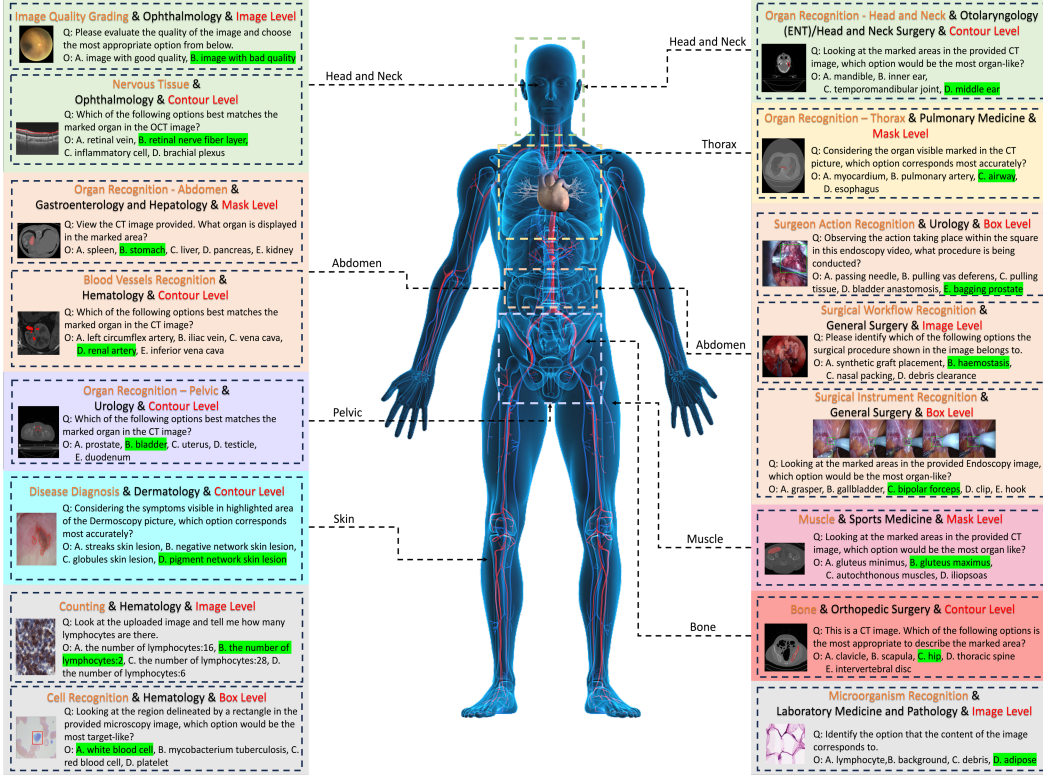 Image Quality Grading & Ophthalmology & Image Level
Q: Please evaluate the quality of the image and choose
the most appropriate option from below.
O: A. image with good quality, B. image with bad quality
Nervous Tissue &
Ophthalmology & Contour Level
Q: Which of the following options best matches the
marked organ in the OCT image?
O: A. retinal vein, B. retinal nerve fiber layer,
C. inflammatory cell, D. brachial plexus
Organ Recognition - Abdomen &
Gastroenterology and Hepatology & Mask Level
Q: View the CT image provided. What organ is displayed
in the marked area?
O: A. spleen, B. stomach, C. liver, D. pancreas, E. kidney
Blood Vessels Recognition &
Hematology & Contour Level
Q: Which of the following options best matches the
marked organ in the CT image?
O: A. left circumflex artery, B. iliac vein, C. vena cava,
D. renal artery, E. inferior vena cava
Organ Recognition – Pelvic &
Urology & Contour Level
Q: Which of the following options best matches the
marked organ in the CT image?
O: A. prostate, B. bladder, C. uterus, D. testicle,
E. duodenum
Disease Diagnosis & Dermatology & Contour Level
Q: Considering the symptoms visible in highlighted area
of the Dermoscopy picture, which option corresponds
most accurately?
O: A. streaks skin lesion, B. negative network skin lesion,
C. globules skin lesion, D. pigment network skin lesion
Counting & Hematology & Image Level
Q: Look at the uploaded image and tell me how many
lymphocytes are there.
O: A. the number of lymphocytes:16, B. the number of
lymphocytes:2, C. the number of lymphocytes:28, D.
the number of lymphocytes:6
Cell Recognition & Hematology & Box Level
Q: Looking at the region delineated by a rectangle in the
provided microscopy image, which option would be the
most target-like?
O: A. white blood cell, B. mycobacterium tuberculosis, C.
red blood cell, D. platelet
Head and Neck
Abdomen
Pelvic
Skin
Head and Neck
Thorax
Abdomen
Muscle
Bone
Organ Recognition - Head and Neck & Otolaryngology
(ENT)/Head and Neck Surgery & Contour Level
Q: Looking at the marked areas in the provided CT
image, which option would be the most organ-like?
O: A. mandible, B. inner ear,
C. temporomandibular joint, D. middle ear
Organ Recognition – Thorax & Pulmonary Medicine &
Mask Level
Q: Considering the organ visible marked in the CT
picture, which option corresponds most accurately?
O: A. myocardium, B. pulmonary artery, C. airway,
D. esophagus
Surgeon Action Recognition & Urology & Box Level
Q: Observing the action taking place within the square
in this endoscopy video, what procedure is being
conducted?
O: A. passing needle, B. pulling vas deferens, C. pulling
tissue, D. bladder anastomosis, E. bagging prostate
Surgical Workflow Recognition &
General Surgery & Image Level
Q: Please identify which of the following options the
surgical procedure shown in the image belongs to.
O: A. synthetic graft placement, B. haemostasis,
C. nasal packing, D. debris clearance
Surgical Instrument Recognition &
General Surgery & Box Level
Q: Looking at the marked areas in the provided Endoscopy image,
which option would be the most organ-like?
O: A. grasper, B. gallbladder, C. bipolar forceps, D. clip, E. hook
Muscle & Sports Medicine & Mask Level
Q: Looking at the marked areas in the provided CT
image, which option would be the most organ like?
O: A. gluteus minimus, B. gluteus maximus,
C. autochthonous muscles, D. iliopsoas
Bone & Orthopedic Surgery & Contour Level
Q: This is a CT image. Which of the following options is
the most appropriate to describe the marked area?
O: A. clavicle, B. scapula, C. hip, D. thoracic spine
E. intervertebral disc
Microorganism Recognition &
Laboratory Medicine and Pathology & Image Level
Q: Identify the option that the content of the image
corresponds to.
O: A. lymphocyte,B. background, C. debris, D. adipose